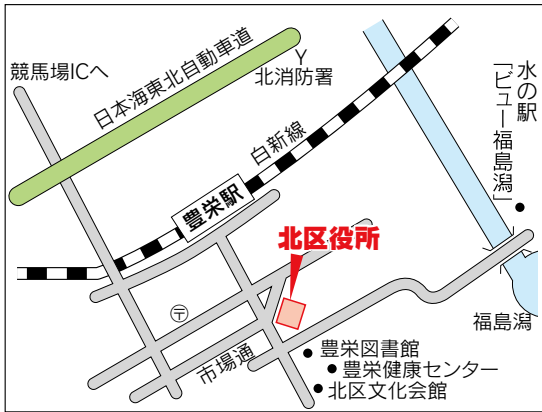 競馬場ICへ
日本海東北自動車道
Y
北消防署
水の駅
「ビュー福島潟」
白新線
豊栄駅
北区役所
〒
市場通
福島潟
豊栄図書館
豊栄健康センター
北区文化会館